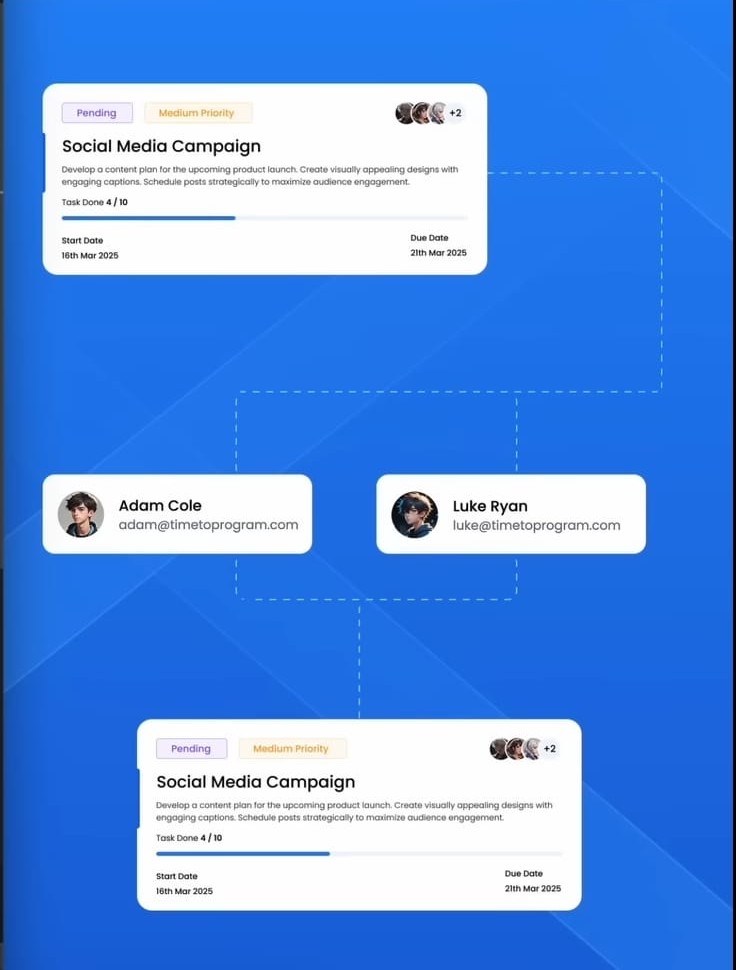 Pending Medium Priority +2
Social Media Campaign
Develop a content plan for the upcoming product launch. Create visually appealing designs with
engaging captions. Schedule posts strategically to maximize audience engagement.
Task Done 4 / 10
Start Date Due Date
16th Mar 2025 21th Mar 2025
Adam Cole
adam@timetoprogram.com
Luke Ryan
luke@timetoprogram.com
Pending Medium Priority +2
Social Media Campaign
Develop a content plan for the upcoming product launch. Create visually appealing designs with
engaging captions. Schedule posts strategically to maximize audience engagement.
Task Done 4 / 10
Start Date Due Date
16th Mar 2025 21th Mar 2025